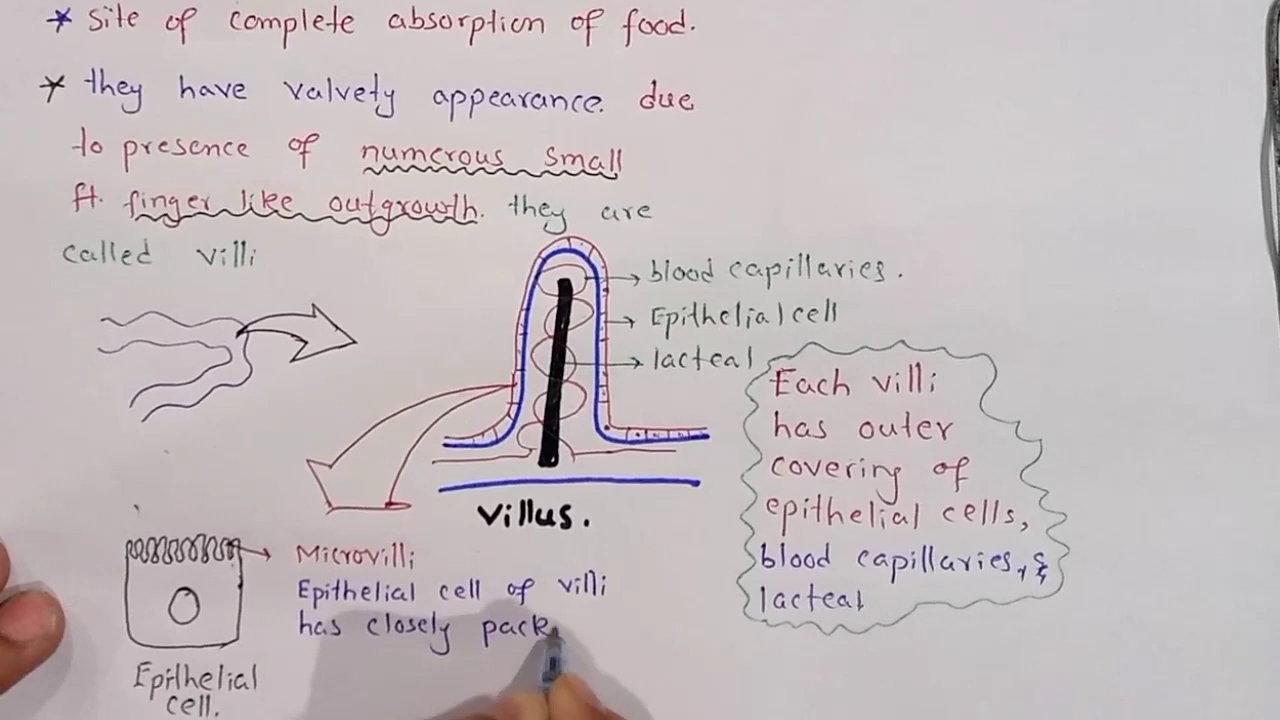 * Site of complete absorption of food.
* they have valvety appearance. due
to presence of numerous small
ft. finger like outgrowth. they are
called villi
blood capillaries.
Epithelial cell
lacteal
Each villi
has outer
covering of
epithelial cells,
blood capillaries, &
lacteal
Villus.
Microvilli
Epithelial cell of villi
has closely pack
Epithelial
cell.